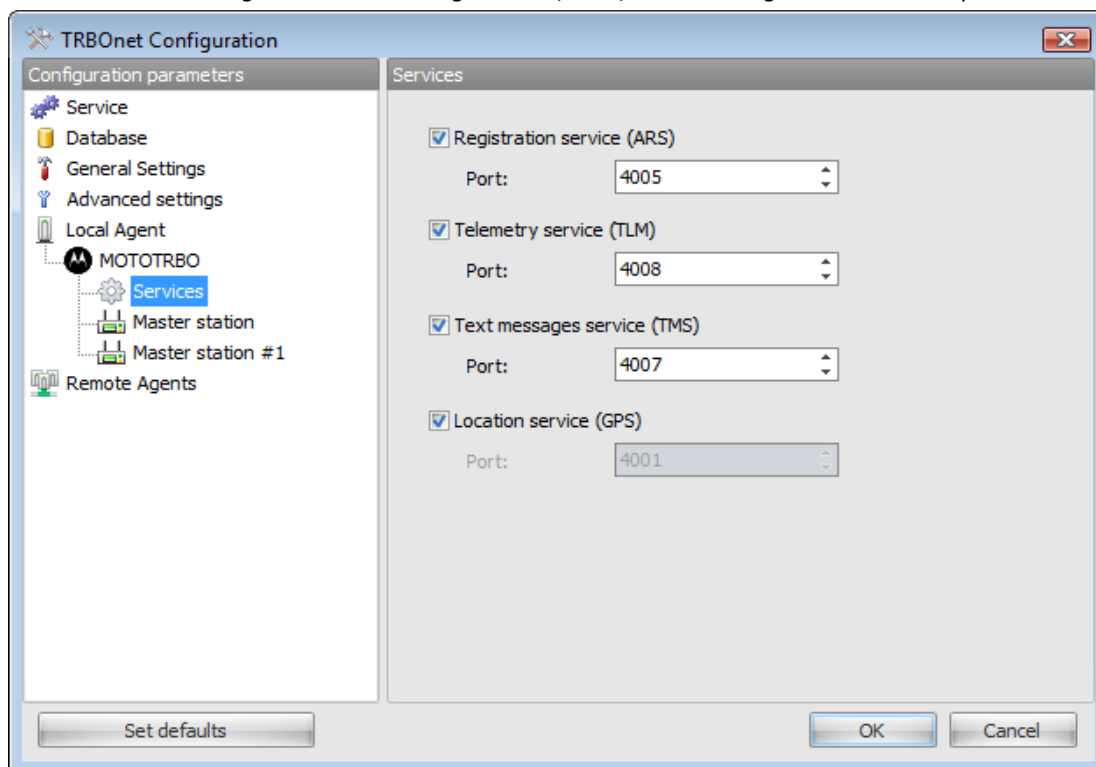 TRBOnet Configuration
Configuration parameters
Services
Service
Database
General Settings
Advanced settings
Local Agent
MOTOTRBO
Services
Master station
Master station #1
Remote Agents
Registration service (ARS)
Port: 4005
Telemetry service (TLM)
Port: 4008
Text messages service (TMS)
Port: 4007
Location service (GPS)
Port: 4001
Set defaults
OK
Cancel